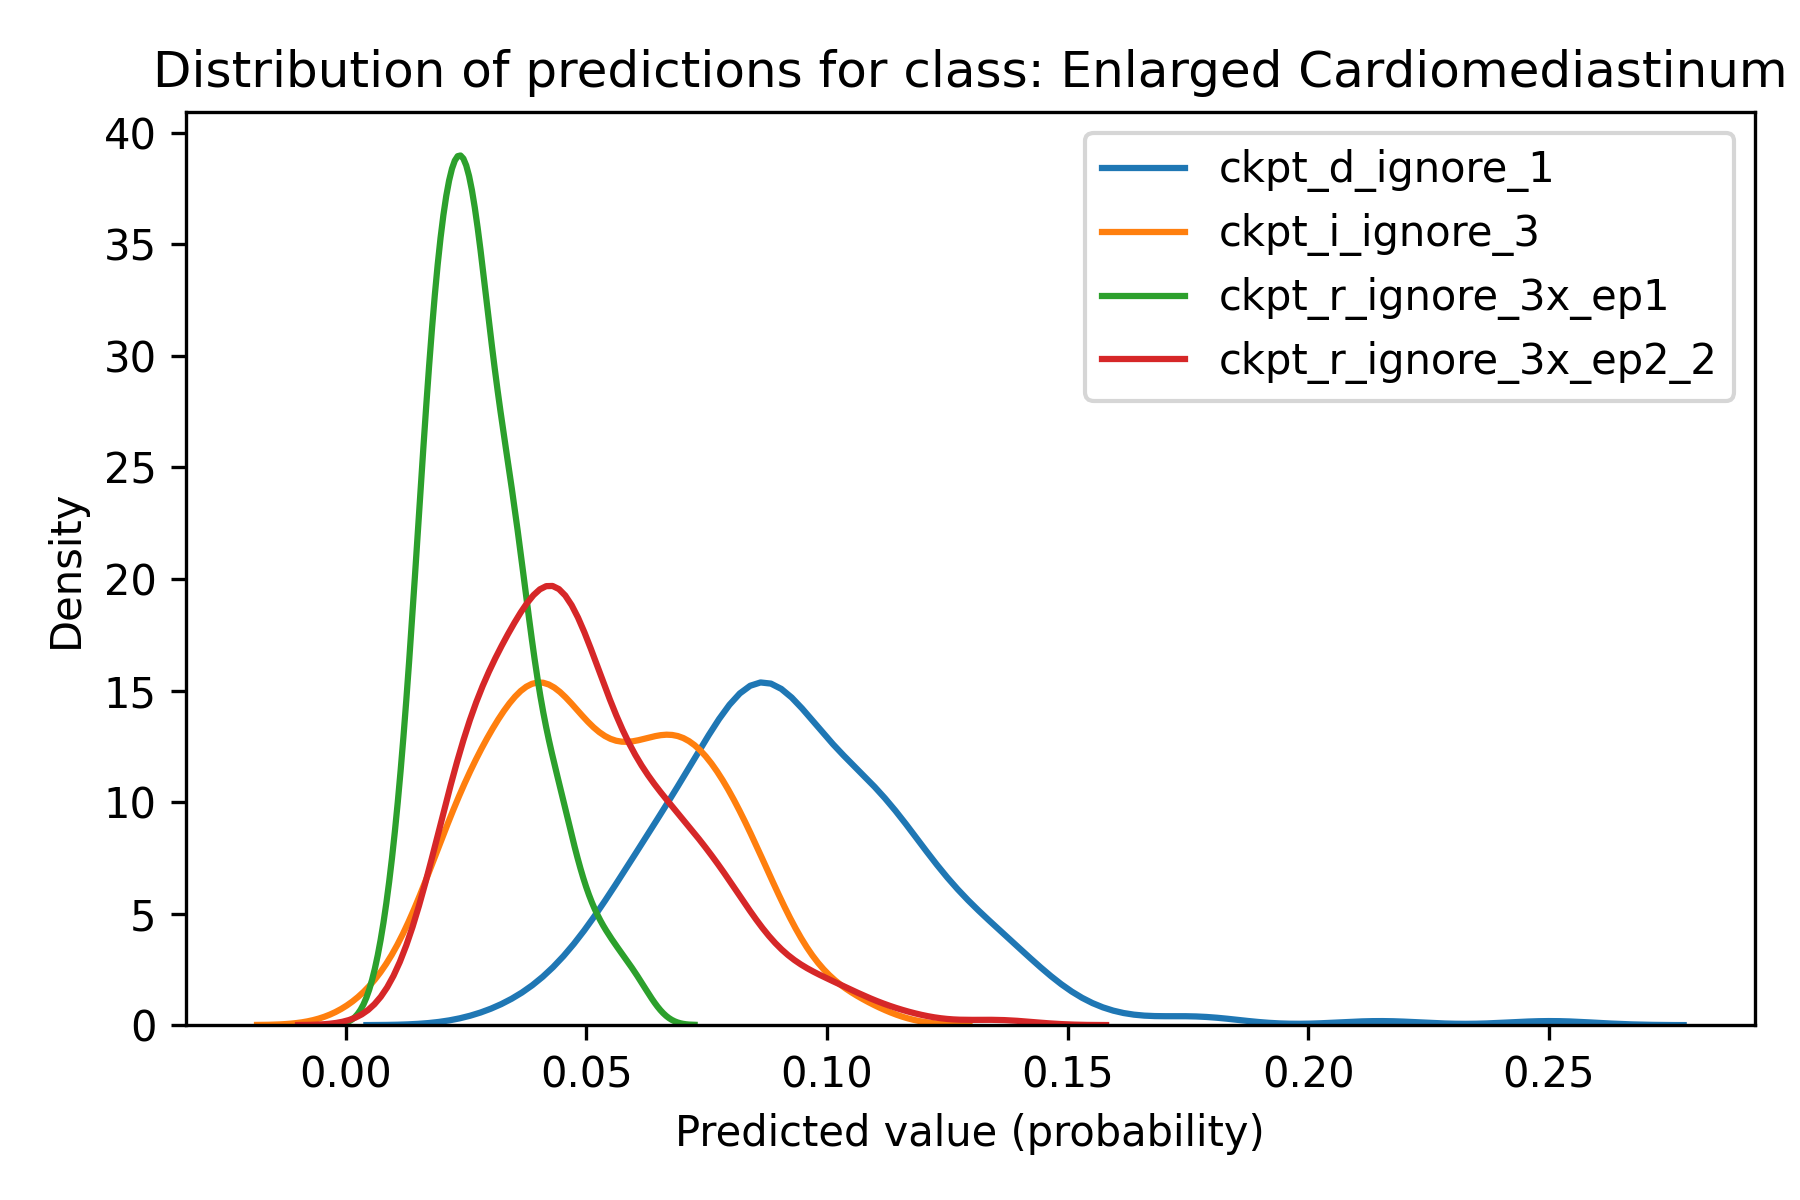 Distribution of predictions for class: Enlarged Cardiomediastinum
ckpt_d_ignore_1
ckpt_i_ignore_3
ckpt_r_ignore_3x_ep1
ckpt_r_ignore_3x_ep2_2
Density
40
35
30
25
20
15
10
5
0
0.00 0.05 0.10 0.15 0.20 0.25
Predicted value (probability)